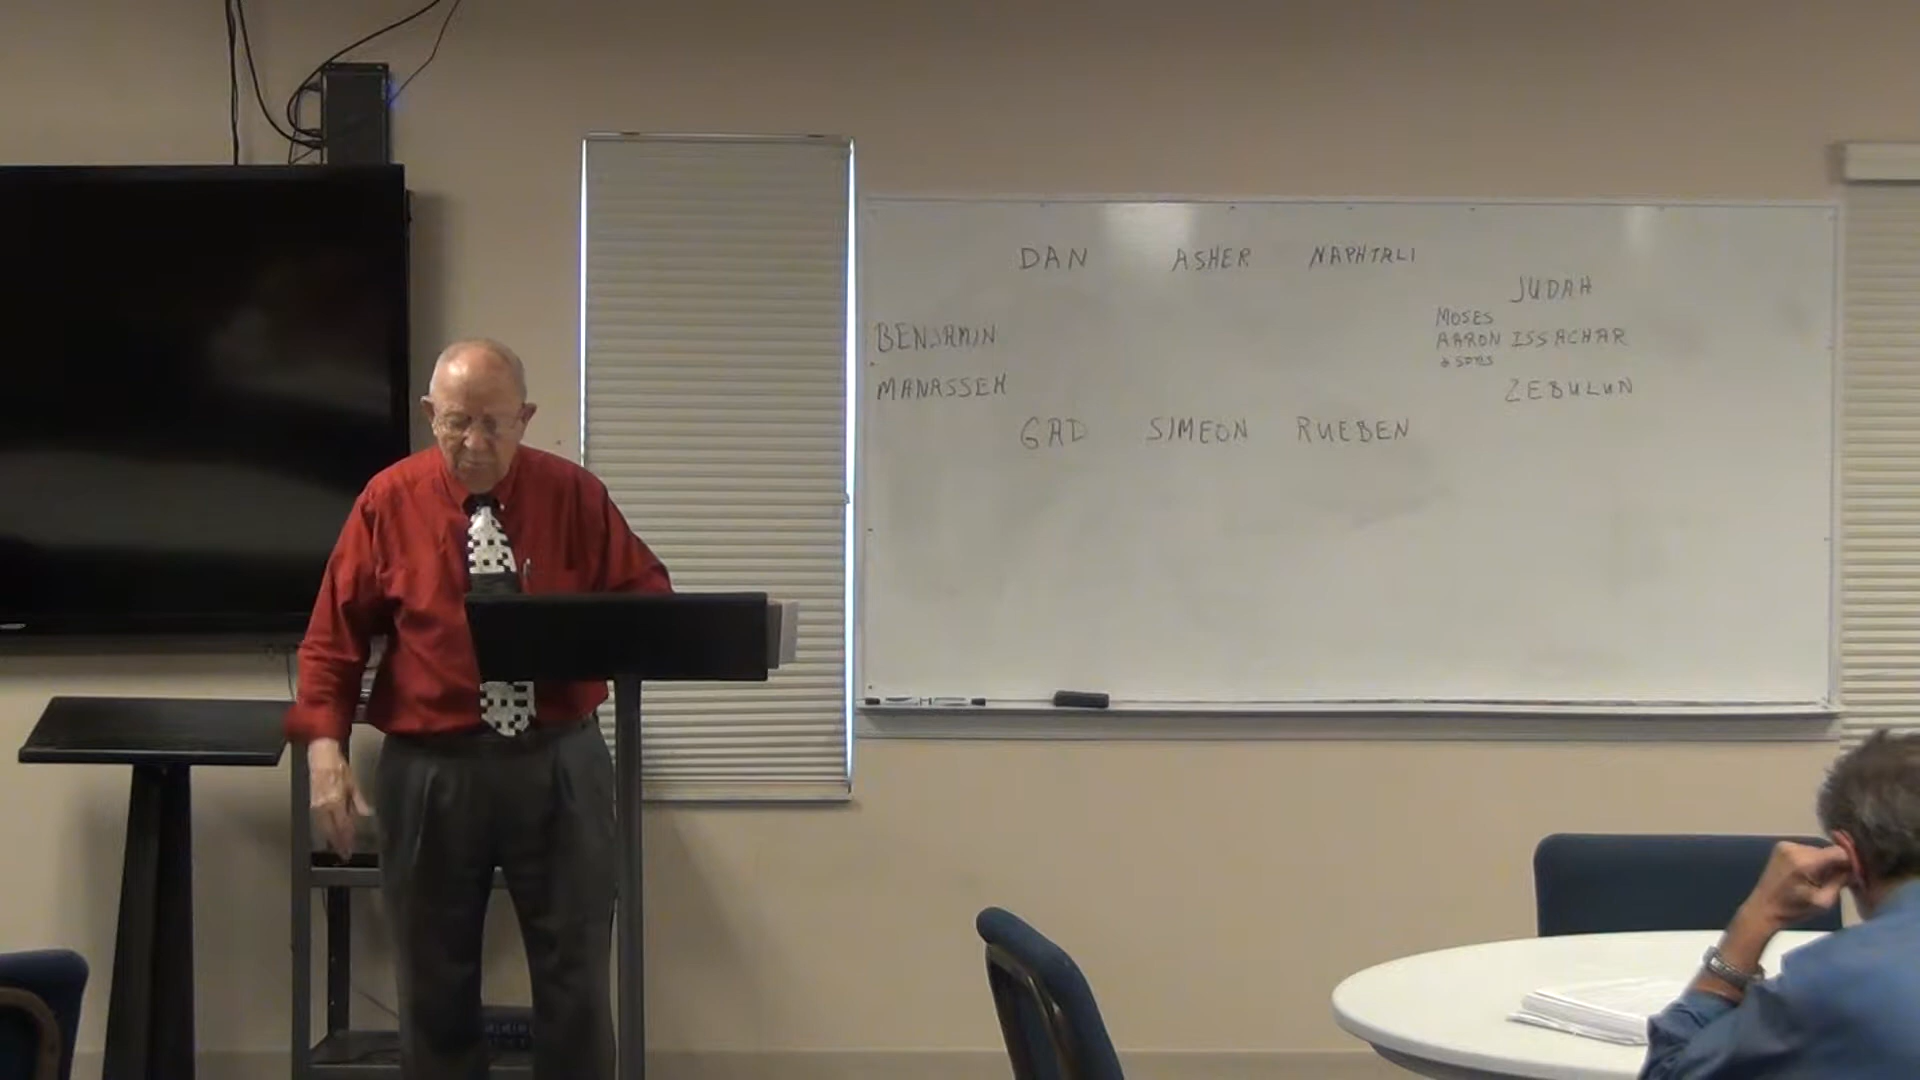 DAN ASHER NAPHTALI
JUDAH
MOSES
BENJAMIN AARON ISSACHAR
& SONS
MANASSEH ZEBULUN
GAD SIMEON RUEBEN